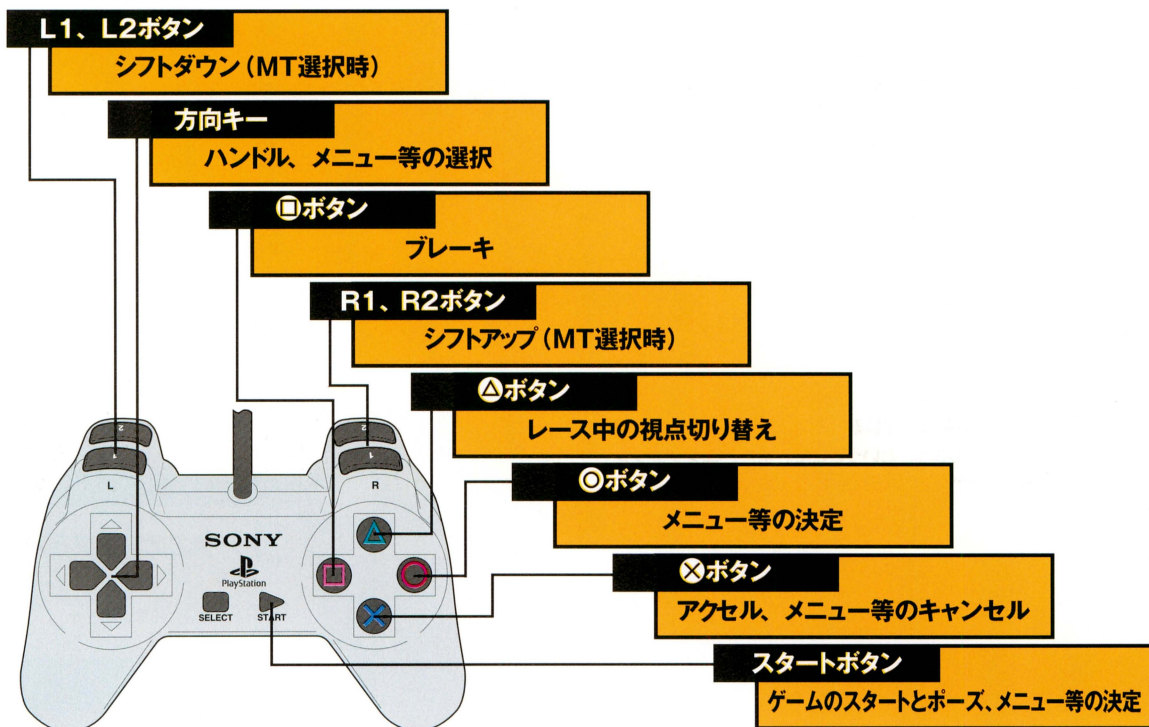 L1、L2ボタン
シフトダウン(MT選択時)
方向キー
ハンドル、メニュー等の選択
□ボタン
ブレーキ
R1、R2ボタン
シフトアップ(MT選択時)
△ボタン
レース中の視点切り替え
◎ボタン
メニュー等の決定
⊗ボタン
アクセル、メニュー等のキャンセル
スタートボタン
ゲームのスタートとポーズ、メニュー等の決定
2
1
L
2
1
R
SONY
PlayStation
SELECT
START